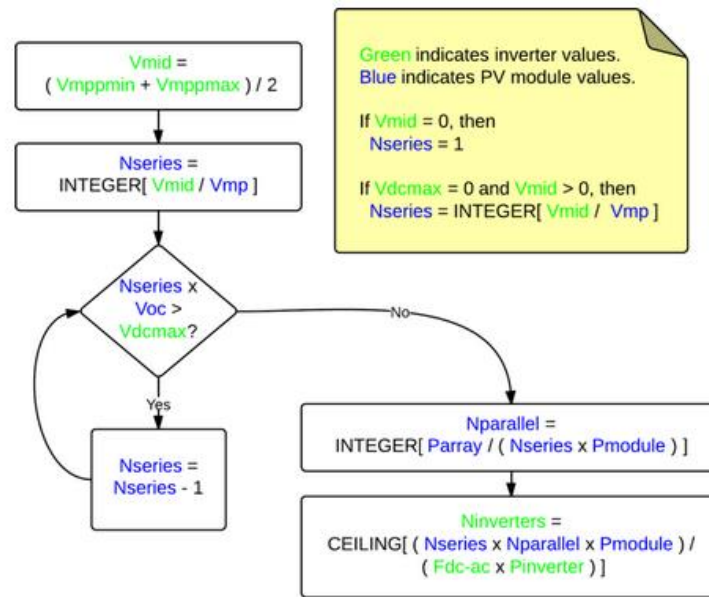 Vmid =
( Vmppmin + Vmppmax ) / 2
Green indicates inverter values.
Blue indicates PV module values.
If Vmid = 0, then
Nseries = 1
If Vdcmax = 0 and Vmid > 0, then
Nseries = INTEGER[ Vmid / Vmp ]
Nseries =
INTEGER[ Vmid / Vmp ]
Nseries x
Voc >
Vdcmax?
No
Yes
Nseries =
Nseries - 1
Nparallel =
INTEGER[ Parray / ( Nseries x Pmodule ) ]
Ninverters =
CEILING[ ( Nseries x Nparallel x Pmodule ) /
( Fdc-ac x Pinverter ) ]